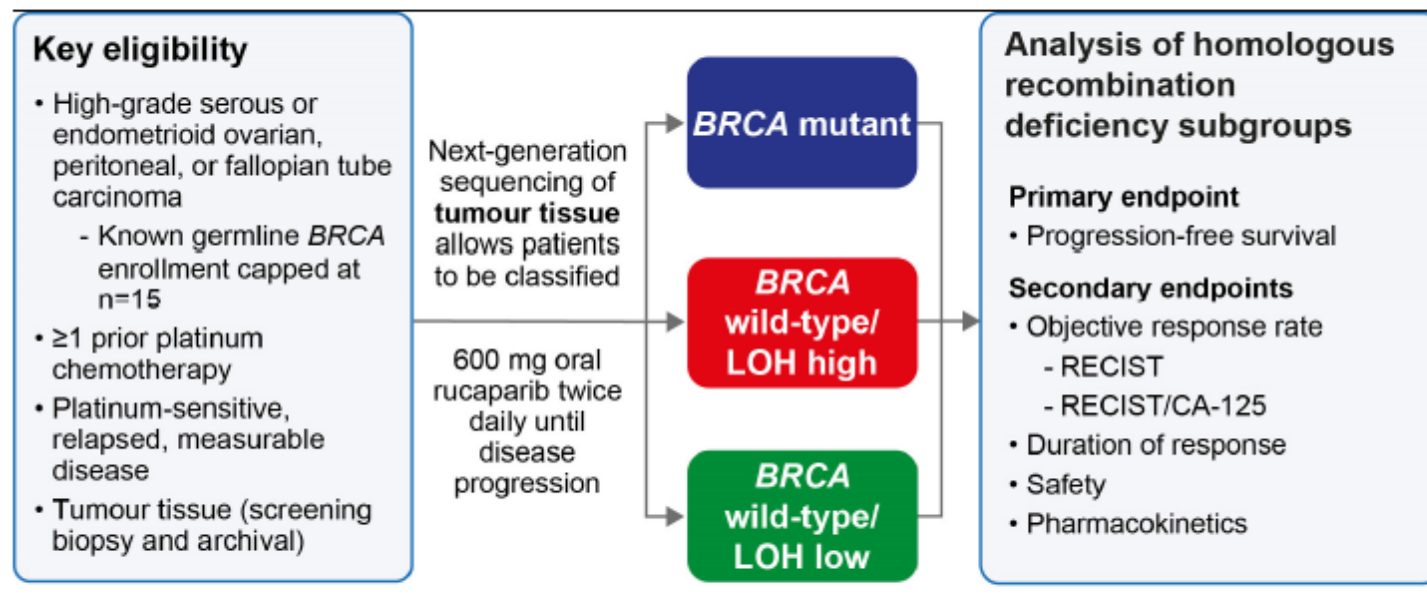 Key eligibility
• High-grade serous or
endometrioid ovarian,
peritoneal, or fallopian tube
carcinoma
- Known germline BRCA
enrollment capped at
n=15
• ≥1 prior platinum
chemotherapy
• Platinum-sensitive,
relapsed, measurable
disease
• Tumour tissue (screening
biopsy and archival)
Next-generation
sequencing of
tumour tissue
allows patients
to be classified
600 mg oral
rucaparib twice
daily until
disease
progression
BRCA mutant
BRCA
wild-type/
LOH high
BRCA
wild-type/
LOH low
Analysis of homologous
recombination
deficiency subgroups
Primary endpoint
• Progression-free survival
Secondary endpoints
• Objective response rate
- RECIST
- RECIST/CA-125
• Duration of response
• Safety
• Pharmacokinetics